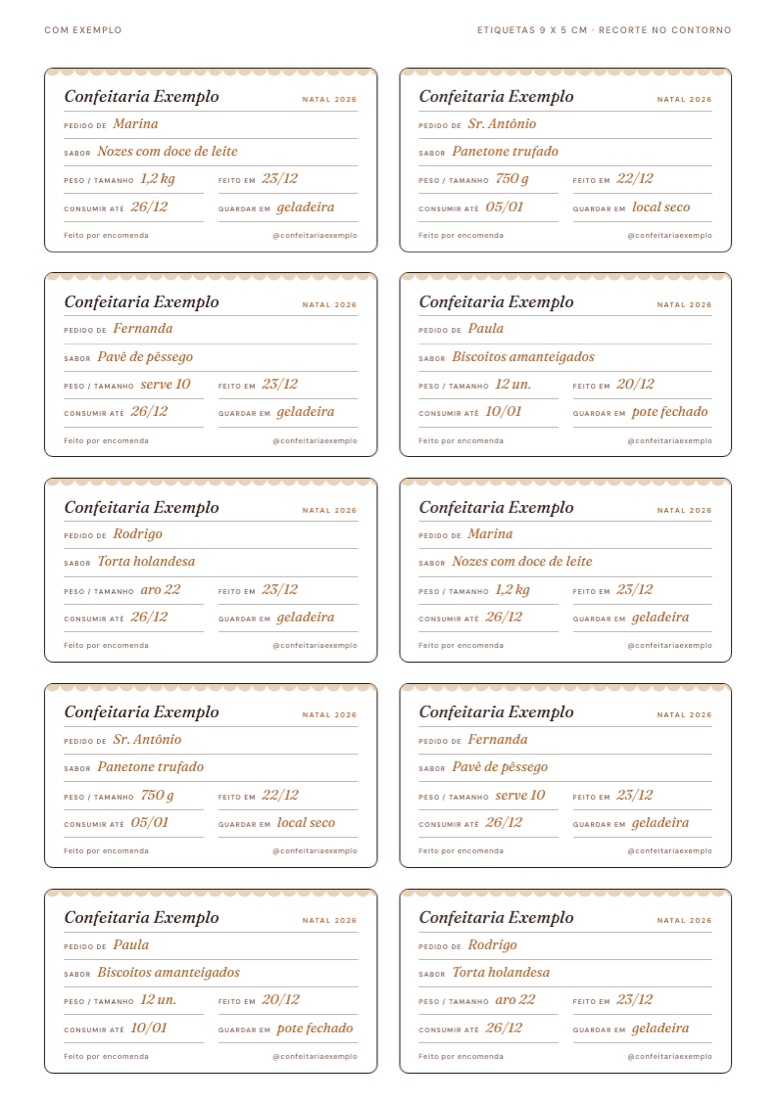 COM EXEMPLO
ETIQUETAS 9 X 5 CM · RECORTE NO CONTORNO
Confeitaria Exemplo NATAL 2026
PEDIDO DE Marina
SABOR Nozes com doce de leite
PESO / TAMANHO 1,2 kg FEITO EM 23/12
CONSUMIR ATÉ 26/12 GUARDAR EM geladeira
Feito por encomenda @confeitariaexemplo
Confeitaria Exemplo NATAL 2026
PEDIDO DE Sr. Antônio
SABOR Panetone trufado
PESO / TAMANHO 750 g FEITO EM 22/12
CONSUMIR ATÉ 05/01 GUARDAR EM local seco
Feito por encomenda @confeitariaexemplo
Confeitaria Exemplo NATAL 2026
PEDIDO DE Fernanda
SABOR Pavê de pêssego
PESO / TAMANHO serve 10 FEITO EM 23/12
CONSUMIR ATÉ 26/12 GUARDAR EM geladeira
Feito por encomenda @confeitariaexemplo
Confeitaria Exemplo NATAL 2026
PEDIDO DE Paula
SABOR Biscoitos amanteigados
PESO / TAMANHO 12 un. FEITO EM 20/12
CONSUMIR ATÉ 10/01 GUARDAR EM pote fechado
Feito por encomenda @confeitariaexemplo
Confeitaria Exemplo NATAL 2026
PEDIDO DE Rodrigo
SABOR Torta holandesa
PESO / TAMANHO aro 22 FEITO EM 23/12
CONSUMIR ATÉ 26/12 GUARDAR EM geladeira
Feito por encomenda @confeitariaexemplo
Confeitaria Exemplo NATAL 2026
PEDIDO DE Marina
SABOR Nozes com doce de leite
PESO / TAMANHO 1,2 kg FEITO EM 23/12
CONSUMIR ATÉ 26/12 GUARDAR EM geladeira
Feito por encomenda @confeitariaexemplo
Confeitaria Exemplo NATAL 2026
PEDIDO DE Sr. Antônio
SABOR Panetone trufado
PESO / TAMANHO 750 g FEITO EM 22/12
CONSUMIR ATÉ 05/01 GUARDAR EM local seco
Feito por encomenda @confeitariaexemplo
Confeitaria Exemplo NATAL 2026
PEDIDO DE Fernanda
SABOR Pavê de pêssego
PESO / TAMANHO serve 10 FEITO EM 23/12
CONSUMIR ATÉ 26/12 GUARDAR EM geladeira
Feito por encomenda @confeitariaexemplo
Confeitaria Exemplo NATAL 2026
PEDIDO DE Paula
SABOR Biscoitos amanteigados
PESO / TAMANHO 12 un. FEITO EM 20/12
CONSUMIR ATÉ 10/01 GUARDAR EM pote fechado
Feito por encomenda @confeitariaexemplo
Confeitaria Exemplo NATAL 2026
PEDIDO DE Rodrigo
SABOR Torta holandesa
PESO / TAMANHO aro 22 FEITO EM 23/12
CONSUMIR ATÉ 26/12 GUARDAR EM geladeira
Feito por encomenda @confeitariaexemplo